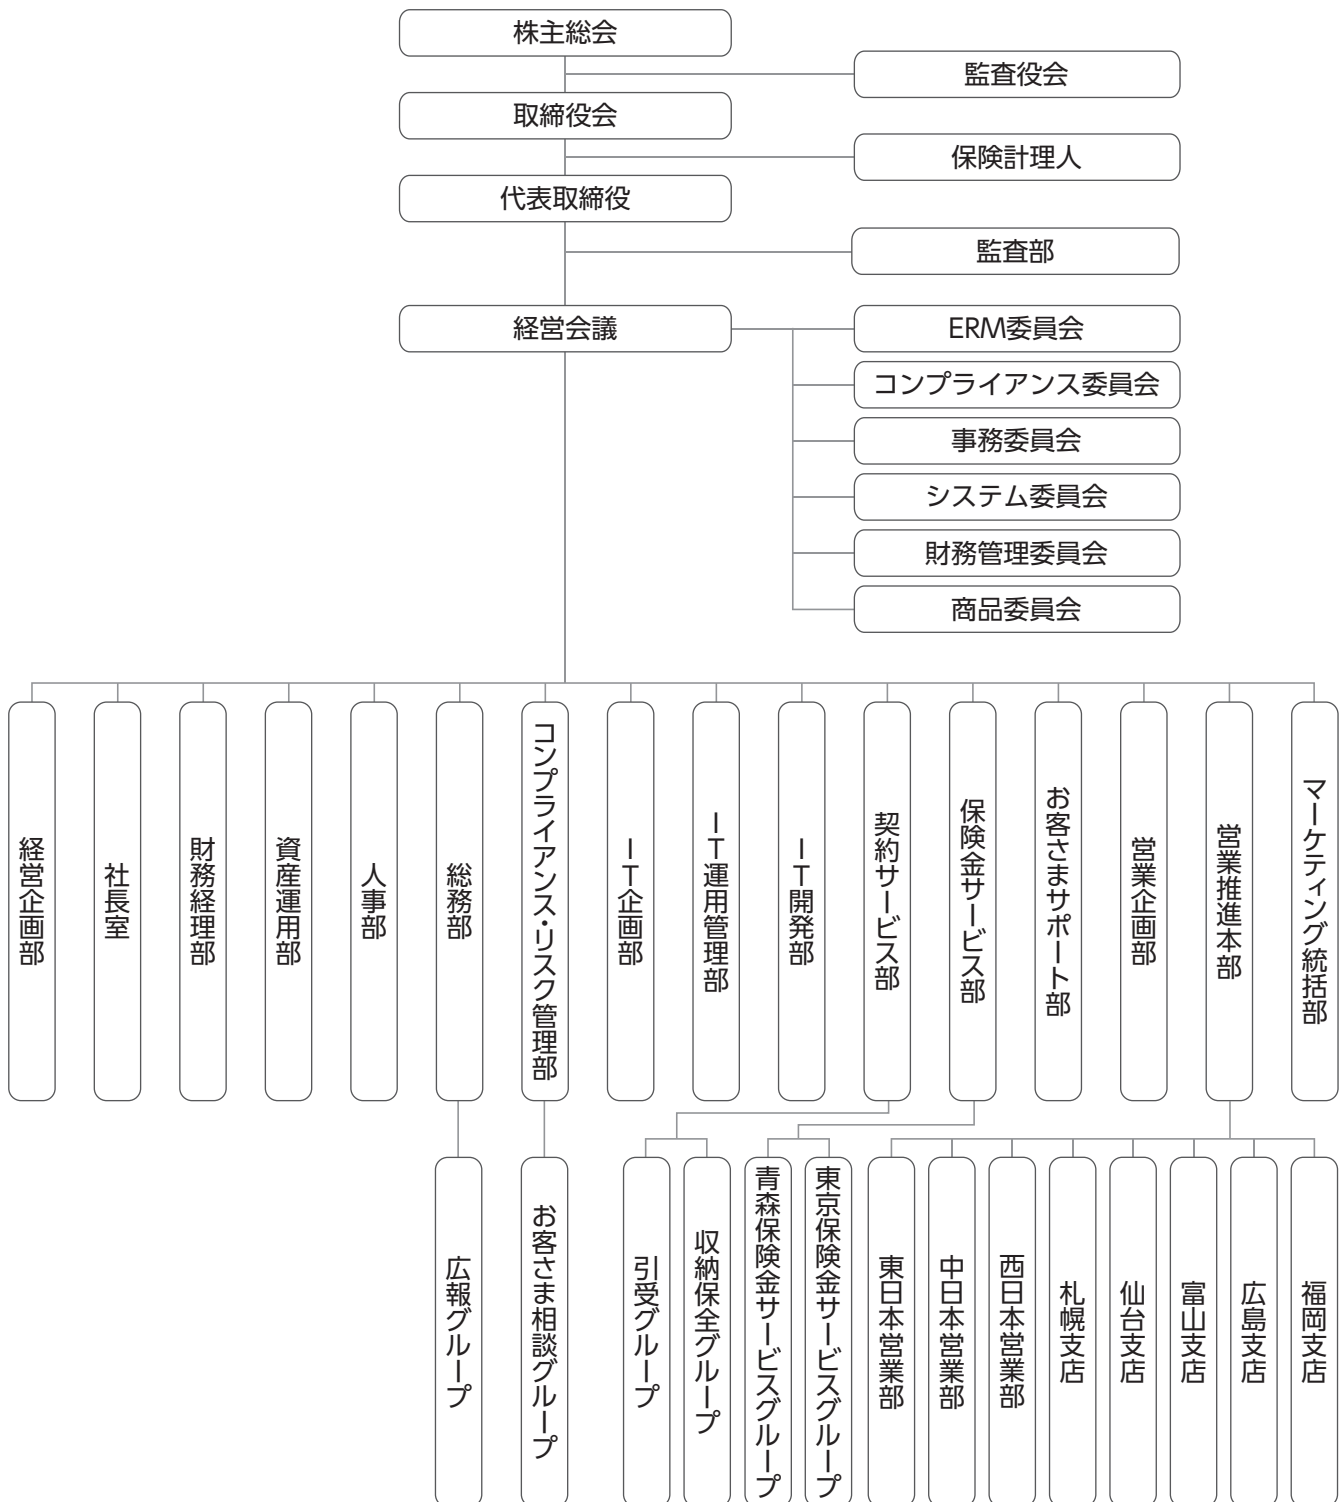 株主総会
監査役会
取締役会
保険計理人
代表取締役
監査部
経営会議
ERM委員会
コンプライアンス委員会
事務委員会
システム委員会
財務管理委員会
商品委員会
経営企画部
社長室
財務経理部
資産運用部
人事部
総務部
コンプライアンス・リスク管理部
IT企画部
IT運用管理部
IT開発部
契約サービス部
保険金サービス部
お客さまサポート部
営業企画部
営業推進本部
マーケティング統括部
広報グループ
お客さま相談グループ
引受グループ
収納保全グループ
青森保険金サービスグループ
東京保険金サービスグループ
東日本営業部
中日本営業部
西日本営業部
札幌支店
仙台支店
富山支店
広島支店
福岡支店